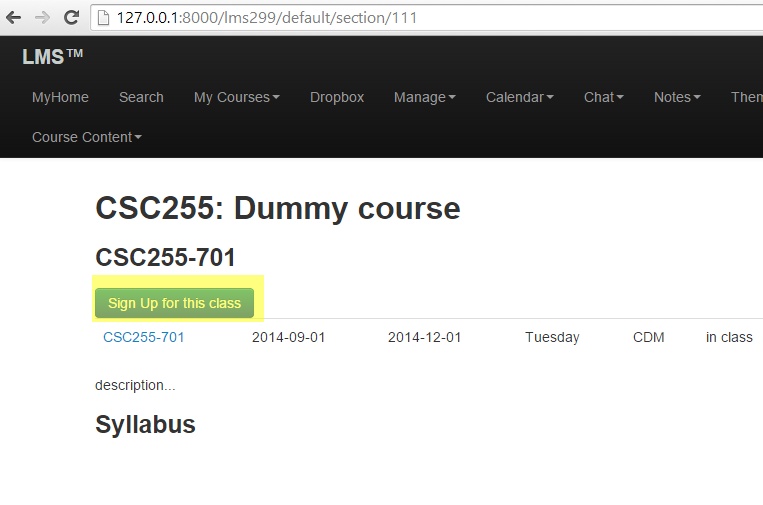 127.0.0.1:8000/lms299/default/section/111
LMS™
MyHome Search My Courses Dropbox Manage Calendar Chat Notes Them
Course Content
CSC255: Dummy course
CSC255-701
Sign Up for this class
CSC255-701 2014-09-01 2014-12-01 Tuesday CDM in class
description...
Syllabus